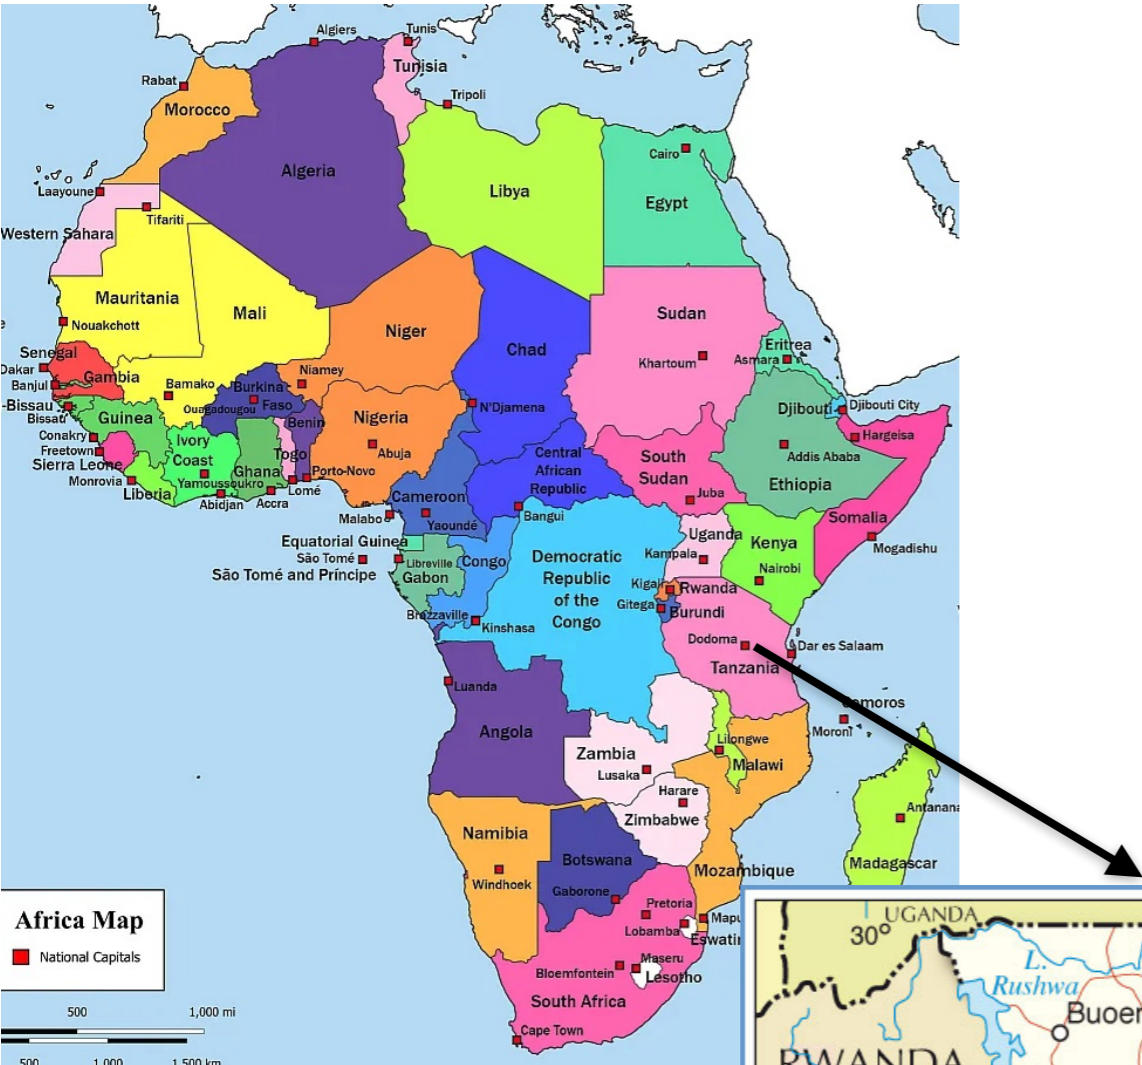 Algiers
Tunis
Tunisia
Rabat
Morocco
Tripoli
Algeria
Libya
Cairo
Egypt
Laayoune
Tifariti
Western Sahara
Mauritania
Mali
Nouakchott
Niger
Chad
Sudan
Khartoum
Eritrea
Asmara
Senegal
Dakar
Gambia
Banjul
-Bissau
Bissau
Bamako
Burkina
Faso
Ouagadougou
Niamey
N'Djamena
Djibouti
Djibouti City
Hargeisa
Guinea
Conakry
Freetown
Sierra Leone
Monrovia
Liberia
Ivory
Coast
Yamoussoukro
Abidjan
Ghana
Accra
Togo
Lomé
Benin
Porto-Novo
Nigeria
Abuja
Central
African
Republic
Bangui
South
Sudan
Juba
Addis Ababa
Ethiopia
Somalia
Mogadishu
Cameroon
Yaoundé
Malabo
Equatorial Guinea
São Tomé
São Tomé and Príncipe
Libreville
Gabon
Congo
Brazzaville
Kinshasa
Democratic
Republic
of the
Congo
Uganda
Kampala
Kenya
Nairobi
Kigali
Rwanda
Gitega
Burundi
Dodoma
Tanzania
Dar es Salaam
Luanda
Angola
Comoros
Moroni
Zambia
Lusaka
Lilongwe
Malawi
Harare
Zimbabwe
Antanana
Madagascar
Namibia
Windhoek
Botswana
Gaborone
Mozambique
Pretoria
Lobamba
Mapu
Eswatin
Maseru
Lesotho
Bloemfontein
South Africa
Cape Town
Africa Map
National Capitals
500
1,000 mi
500
1,000
1,500 km
UGANDA
30°
L.
Rushwa
Buoer
RWANDA